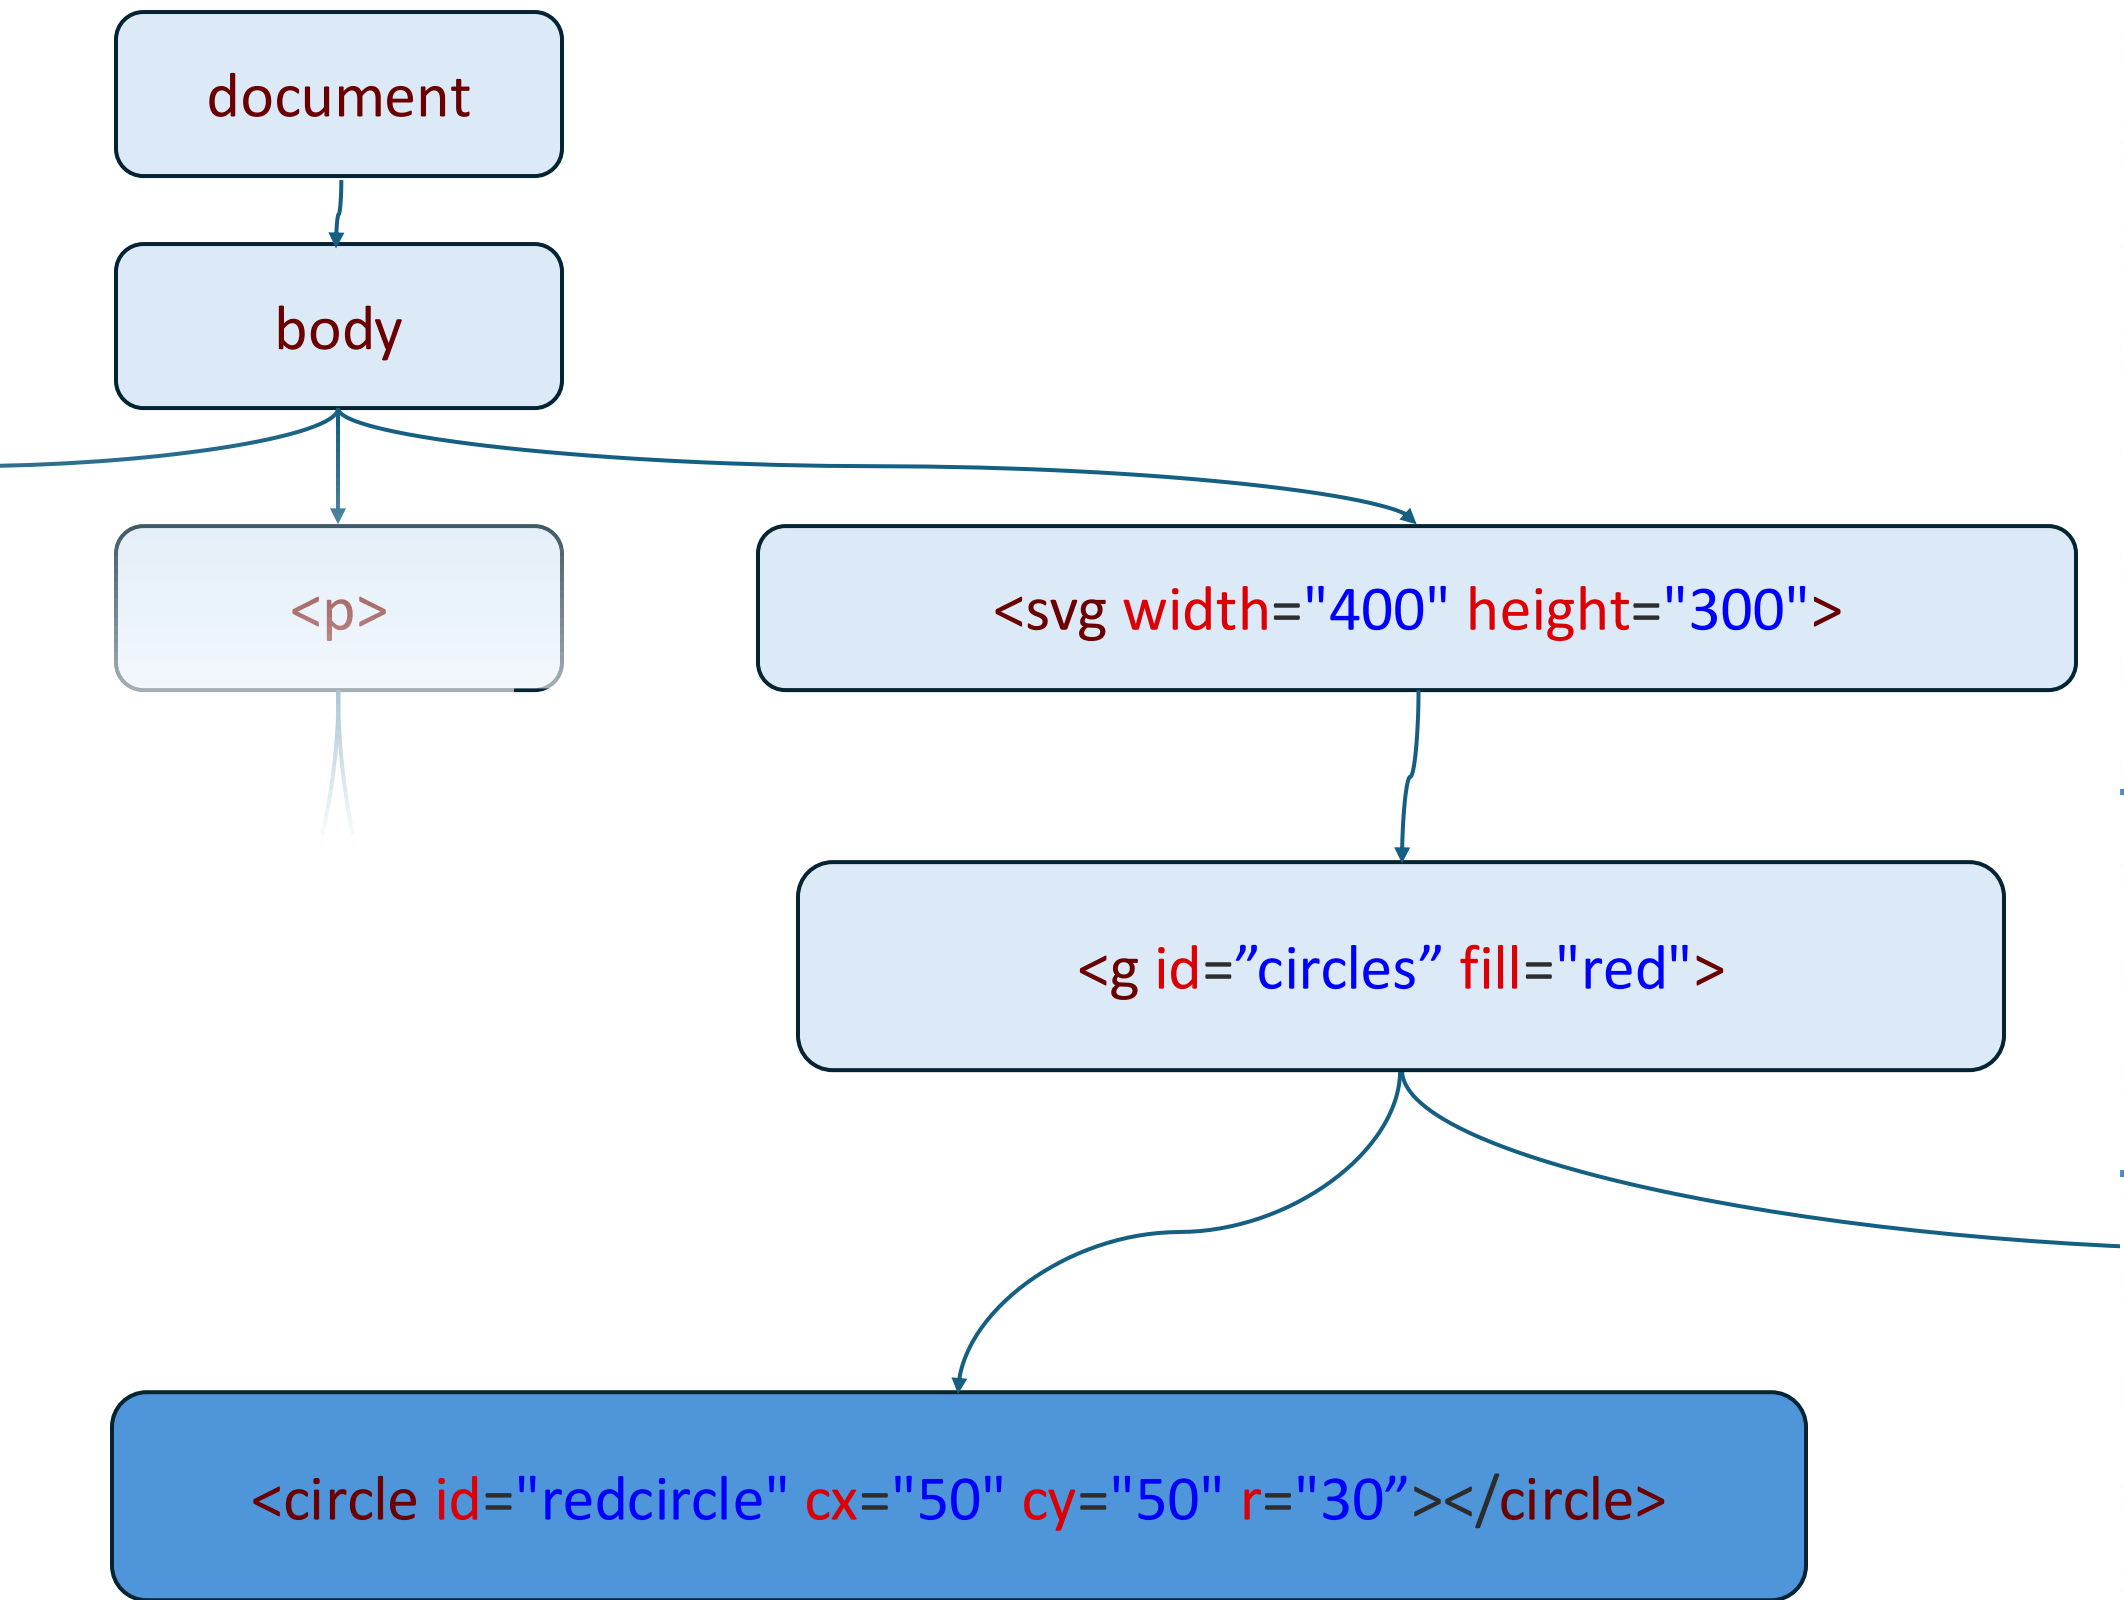 document
body
<p>
<svg width="400" height="300">
<g id=”circles” fill="red">
<circle id="redcircle" cx="50" cy="50" r="30”></circle>